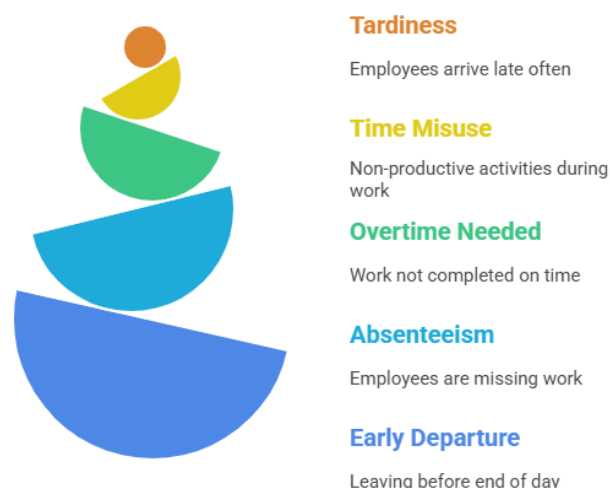 Tardiness
Employees arrive late often
Time Misuse
Non-productive activities during
work
Overtime Needed
Work not completed on time
Absenteeism
Employees are missing work
Early Departure
Leaving before end of day